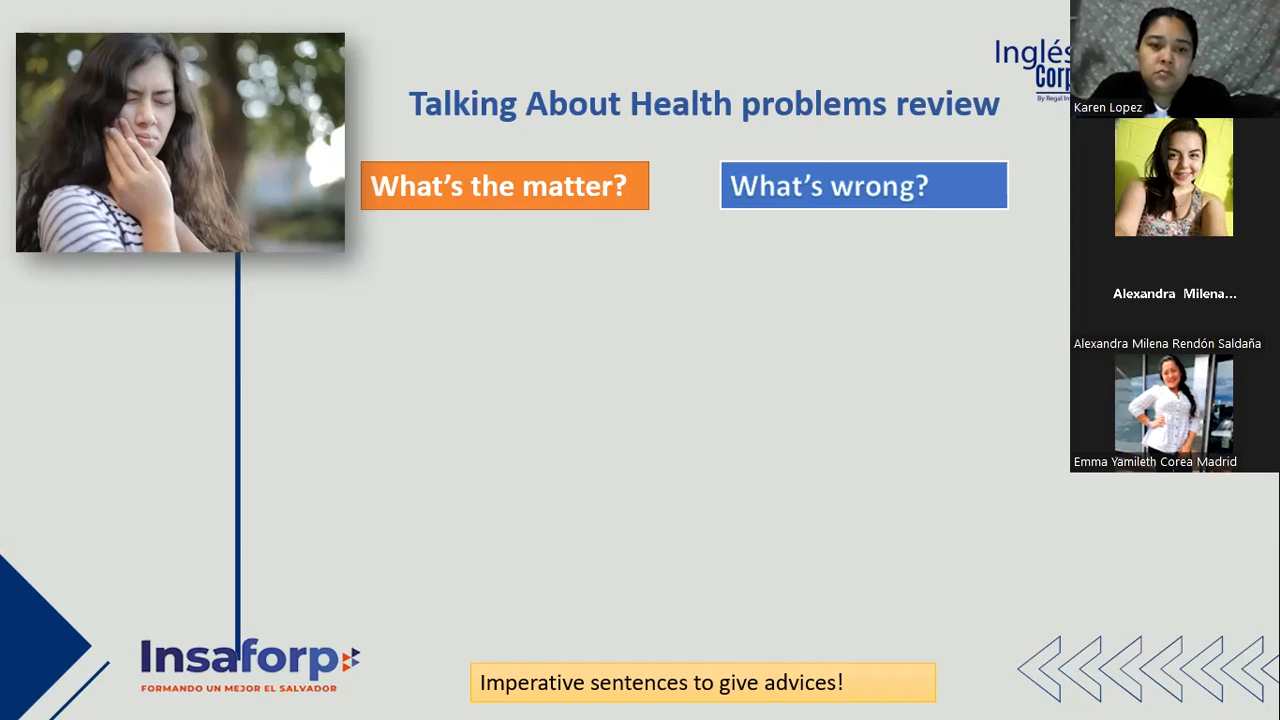 Talking About Health problems review
What's the matter?
What's wrong?
Inglés
Corp
Karen Lopez
Alexandra Milena...
Alexandra Milena Rendón Saldaña
Emma Yamileth Corea Madrid
Insaforp
FORMANDO UN MEJOR EL SALVADOR
Imperative sentences to give advices!